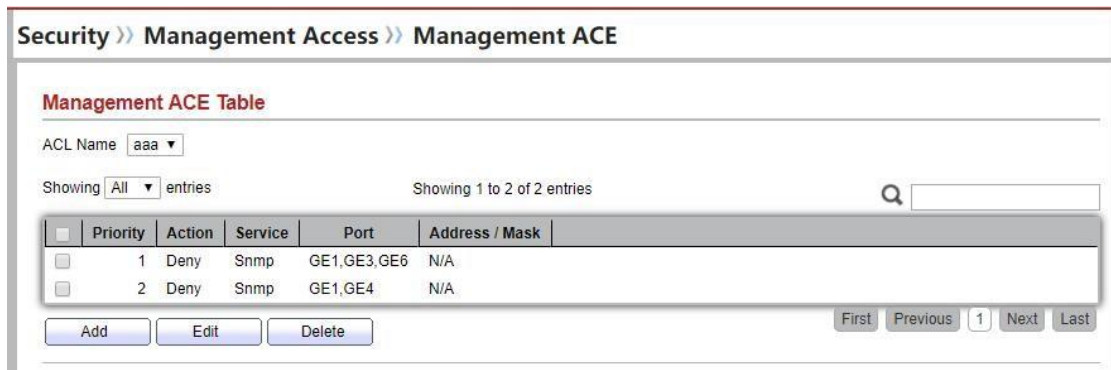 Security » Management Access » Management ACE
Management ACE Table
ACL Name aaa
Showing All entries Showing 1 to 2 of 2 entries
Priority Action Service Port Address / Mask
1 Deny Snmp GE1,GE3,GE6 N/A
2 Deny Snmp GE1,GE4 N/A
Add Edit Delete First Previous 1 Next Last